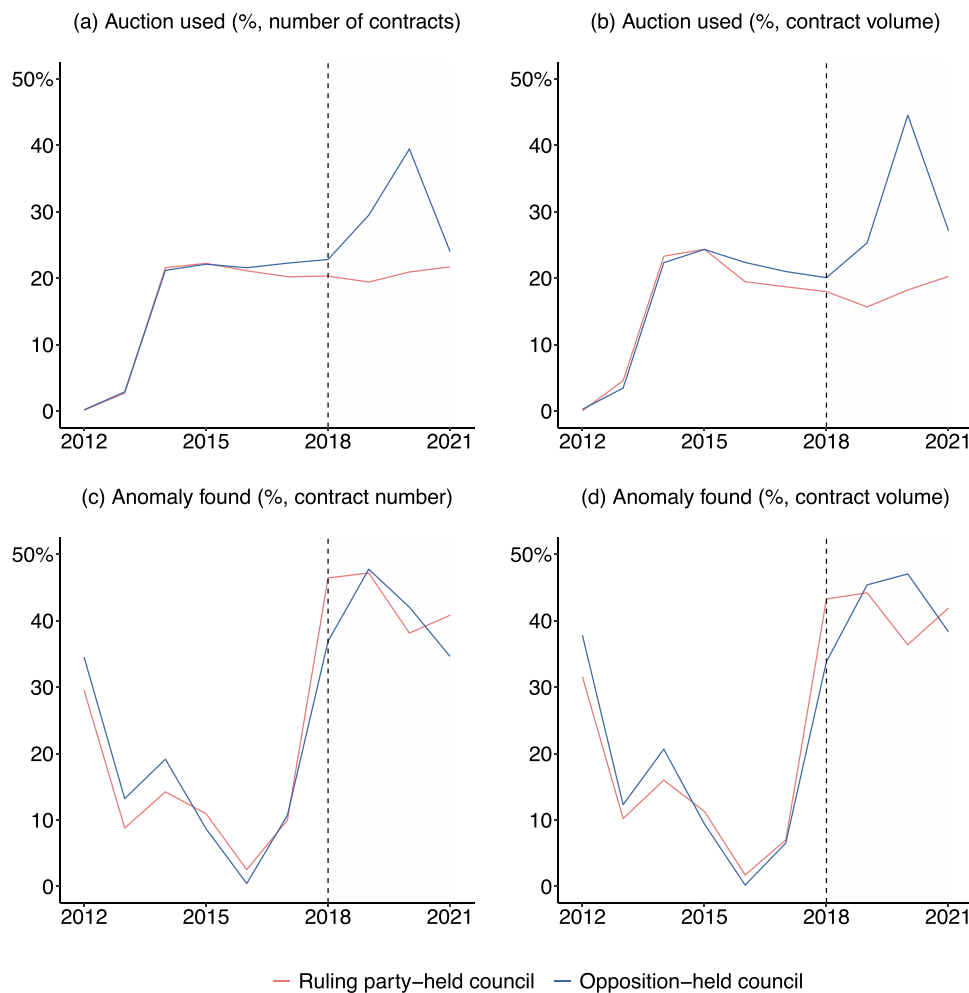 (a) Auction used (%, number of contracts)
(b) Auction used (%, contract volume)
50%
40
30
20
10
0
2012 2015 2018 2021
50%
40
30
20
10
0
2012 2015 2018 2021
(c) Anomaly found (%, contract number)
(d) Anomaly found (%, contract volume)
50%
40
30
20
10
0
2012 2015 2018 2021
50%
40
30
20
10
0
2012 2015 2018 2021
Ruling party–held council Opposition–held council